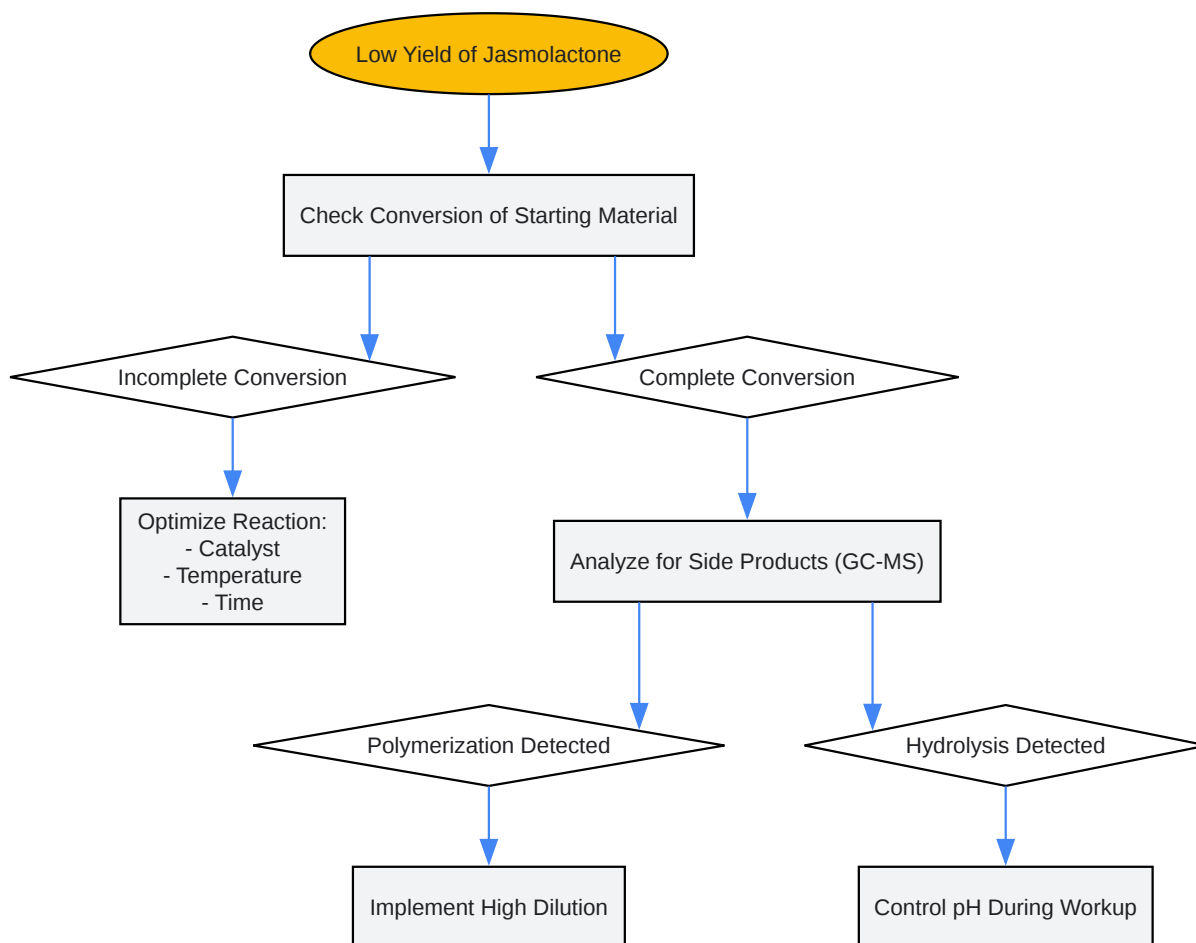 Low Yield of Jasmolactone
Check Conversion of Starting Material
Incomplete Conversion
Complete Conversion
Optimize Reaction:
- Catalyst
- Temperature
- Time
Analyze for Side Products (GC-MS)
Polymerization Detected
Hydrolysis Detected
Implement High Dilution
Control pH During Workup